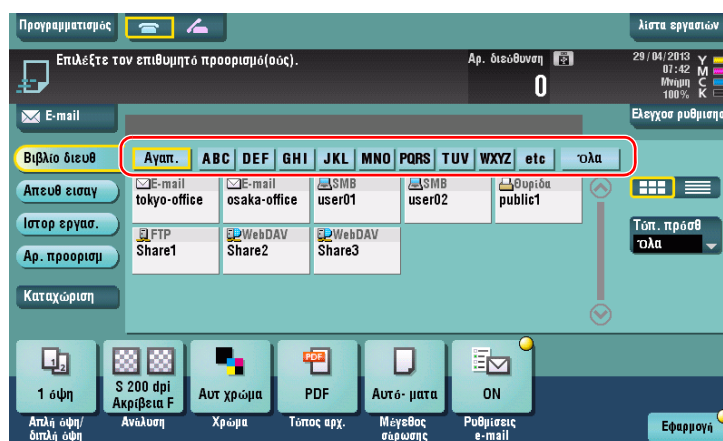 Προγραμματισμός
λίστα εργασιών
Επιλέξτε τον επιθυμητό προορισμό(ούς).
Αρ. διεύθυνση
0
29/04/2013
07:42
Μνήμη
100%
Y
M
C
K
E-mail
Ελεγχοσ ρυθμισησ
Βιβλίο διευθ
Αγαπ. ABC DEF GHI JKL MNO PQRS TUV WXYZ etc Όλα
Απευθ εισαγ
E-mail
tokyo-office
E-mail
osaka-office
SMB
user01
SMB
user02
Θυρίδα
public1
Ιστορ εργασ.
Τύπ. πρόσθ
Όλα
Αρ. προορισμ
FTP
Share1
WebDAV
Share2
WebDAV
Share3
Καταχώριση
1 όψη
S 200 dpi
Ακρίβεια F
Αυτ χρώμα
PDF
Αυτό- ματα
ON
Απλή όψη/
διπλή όψη
Ανάλυση
Χρώμα
Τύπος αρχ.
Μέγεθος
σάρωσης
Ρυθμίσεις
e-mail
Εφαρμογή